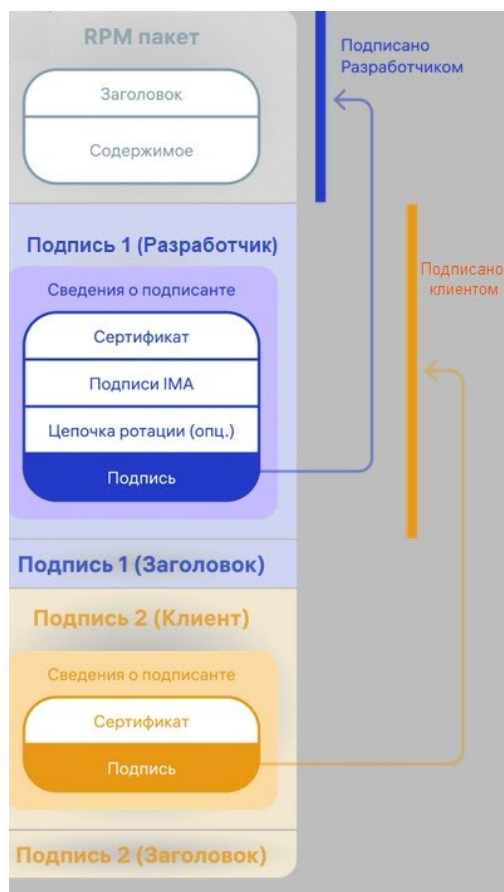 RPM пакет
Заголовок
Содержимое
Подписано
Разработчиком
Подпись 1 (Разработчик)
Сведения о подписанте
Сертификат
Подписи IMA
Цепочка ротации (опц.)
Подпись
Подписано
клиентом
Подпись 1 (Заголовок)
Подпись 2 (Клиент)
Сведения о подписанте
Сертификат
Подпись
Подпись 2 (Заголовок)